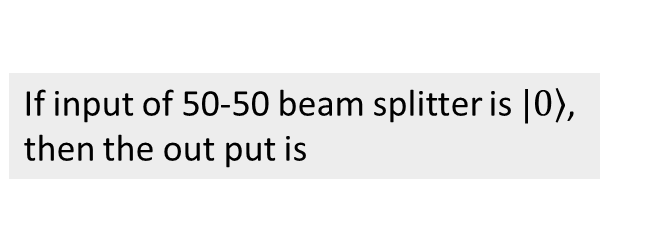 If input of 50-50 beam splitter is |0⟩,
then the out put is